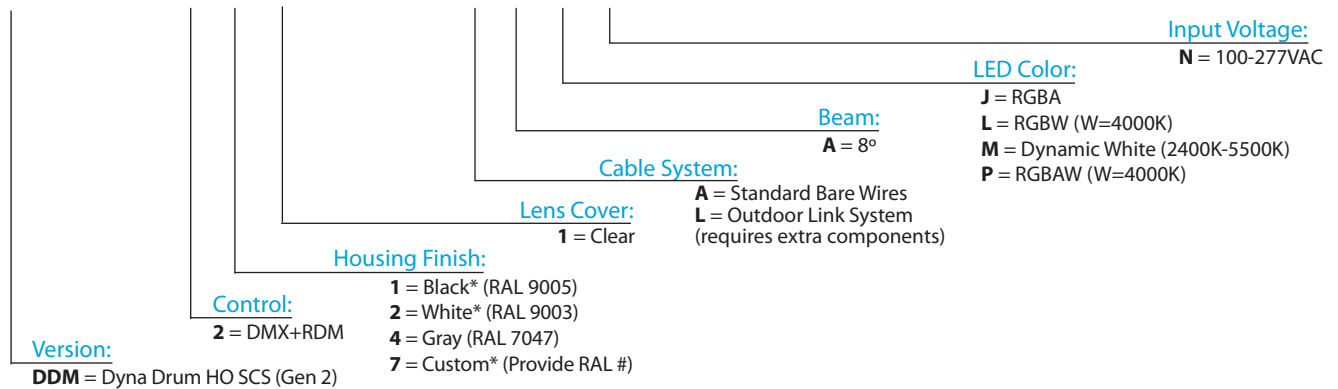 Input Voltage:
N = 100-277VAC
LED Color:
J = RGBA
L = RGBW (W=4000K)
M = Dynamic White (2400K-5500K)
P = RGBAW (W=4000K)
Beam:
A = 8º
Cable System:
A = Standard Bare Wires
L = Outdoor Link System
(requires extra components)
Lens Cover:
1 = Clear
Housing Finish:
1 = Black* (RAL 9005)
2 = White* (RAL 9003)
4 = Gray (RAL 7047)
7 = Custom* (Provide RAL #)
Control:
2 = DMX+RDM
Version:
DDM = Dyna Drum HO SCS (Gen 2)